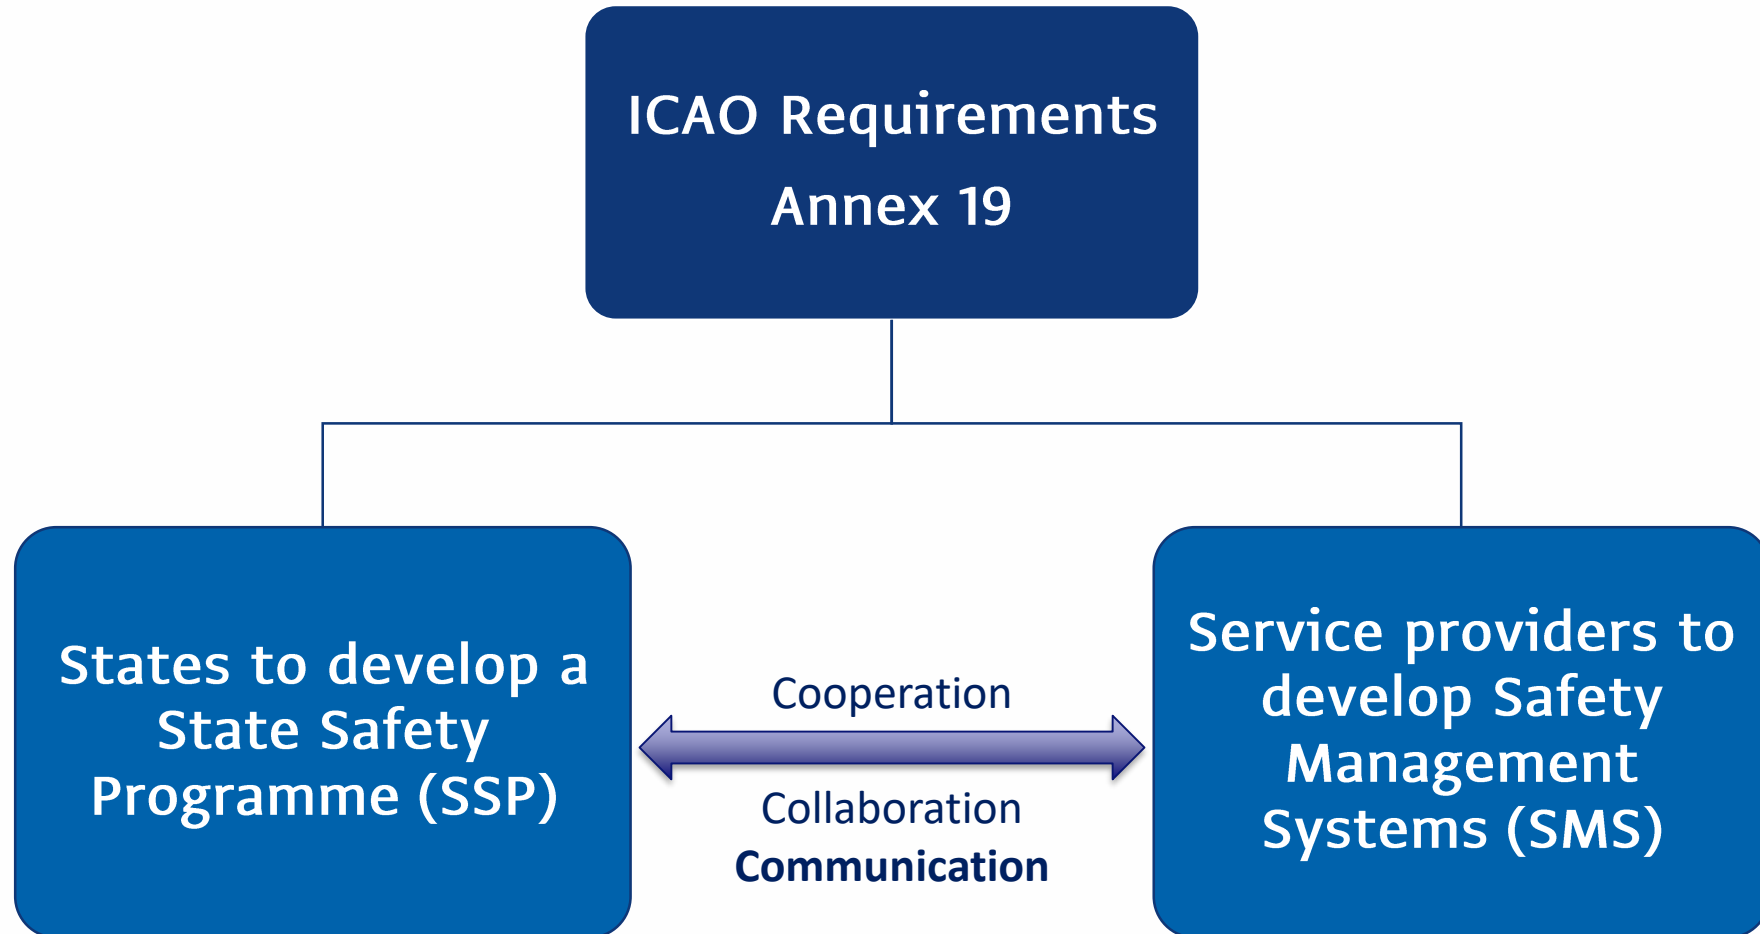 ICAO Requirements
Annex 19
States to develop a
State Safety
Programme (SSP)
Cooperation
Collaboration
Communication
Service providers to
develop Safety
Management
Systems (SMS)